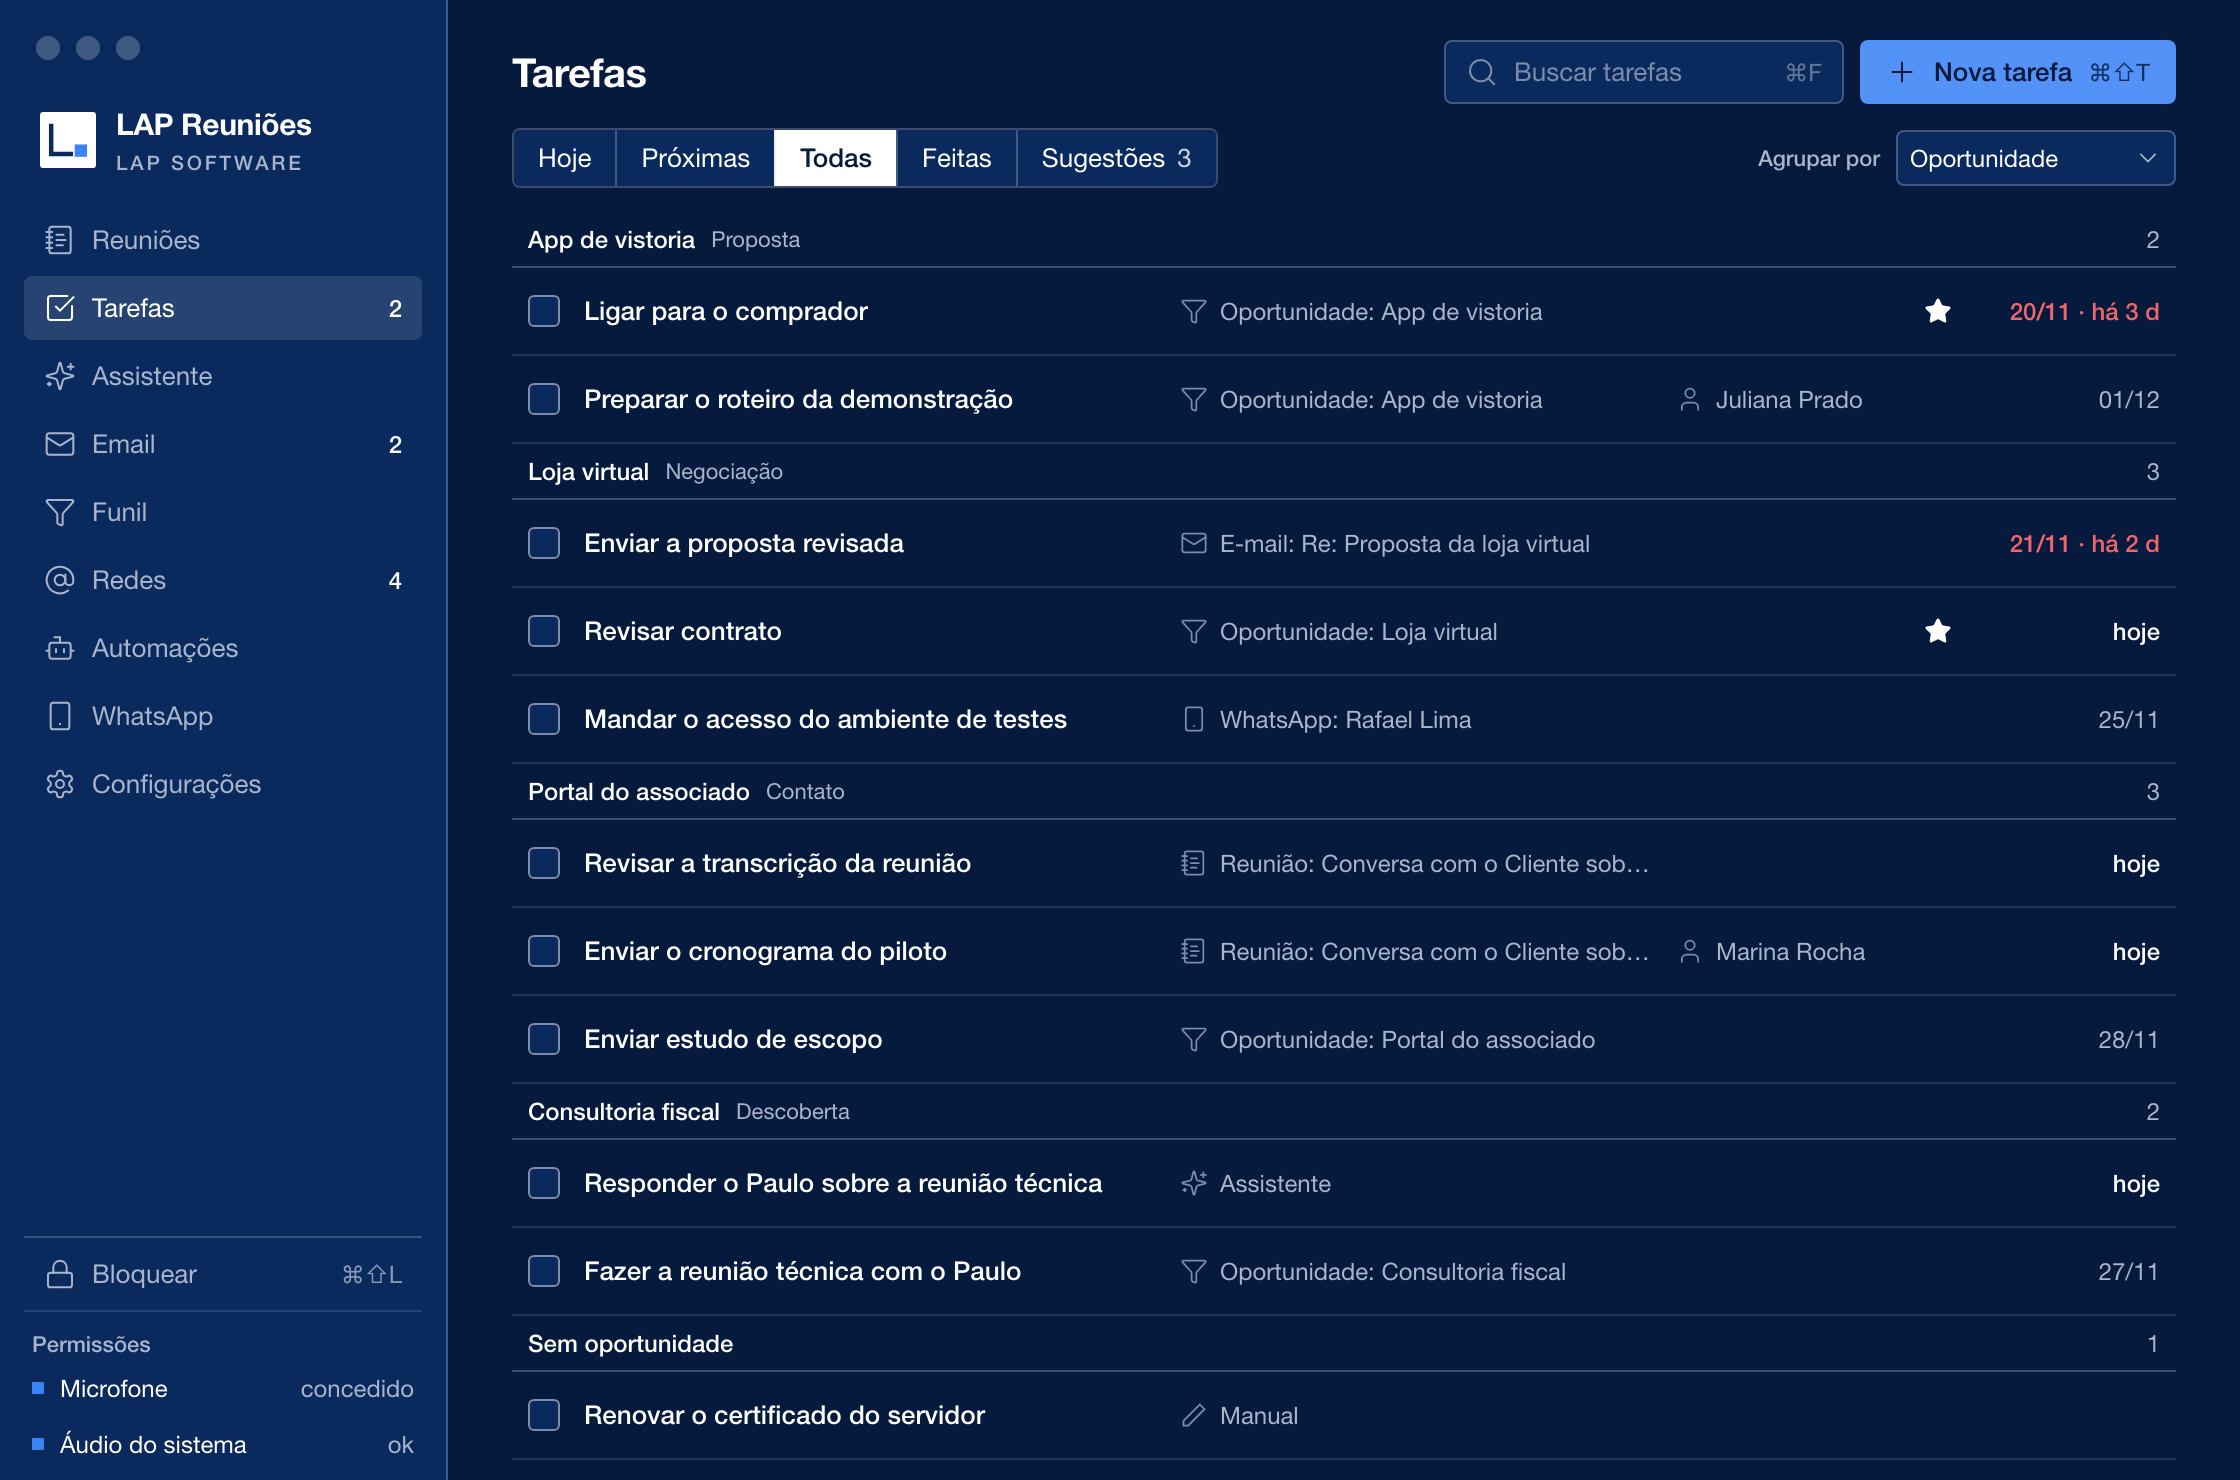 LAP Reuniões
LAP SOFTWARE
Reuniões
Tarefas 2
Assistente
Email 2
Funil
Redes 4
Automações
WhatsApp
Configurações
Bloquear ⌘⇧L
Permissões
Microfone concedido
Áudio do sistema ok
Tarefas
Buscar tarefas ⌘F
Nova tarefa ⌘⇧T
Hoje Próximas Todas Feitas Sugestões 3
Agrupar por Oportunidade
App de vistoria Proposta 2
Ligar para o comprador Oportunidade: App de vistoria 20/11 · há 3 d
Preparar o roteiro da demonstração Oportunidade: App de vistoria Juliana Prado 01/12
Loja virtual Negociação 3
Enviar a proposta revisada E-mail: Re: Proposta da loja virtual 21/11 · há 2 d
Revisar contrato Oportunidade: Loja virtual hoje
Mandar o acesso do ambiente de testes WhatsApp: Rafael Lima 25/11
Portal do associado Contato 3
Revisar a transcrição da reunião Reunião: Conversa com o Cliente sob… hoje
Enviar o cronograma do piloto Reunião: Conversa com o Cliente sob… Marina Rocha hoje
Enviar estudo de escopo Oportunidade: Portal do associado 28/11
Consultoria fiscal Descoberta 2
Responder o Paulo sobre a reunião técnica Assistente hoje
Fazer a reunião técnica com o Paulo Oportunidade: Consultoria fiscal 27/11
Sem oportunidade 1
Renovar o certificado do servidor Manual